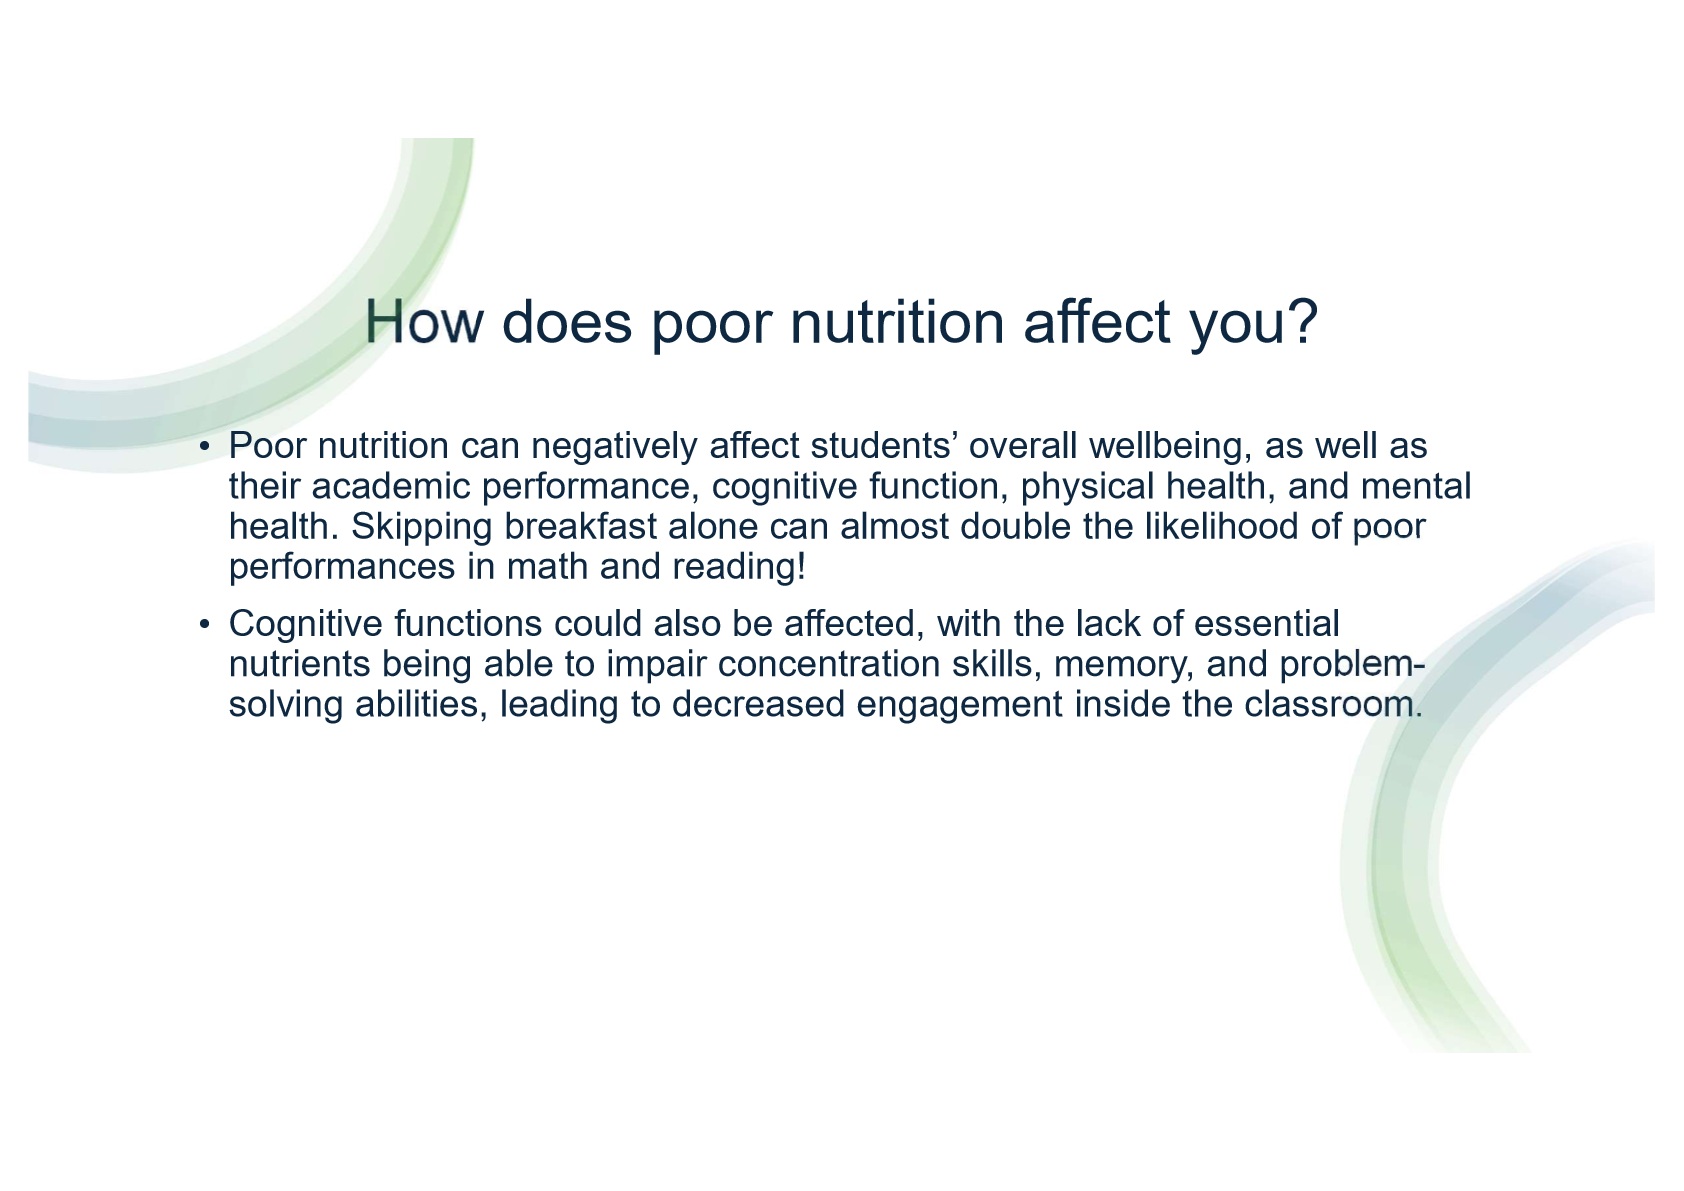 How does poor nutrition affect you?
• Poor nutrition can negatively affect students’ overall wellbeing, as well as
their academic performance, cognitive function, physical health, and mental
health. Skipping breakfast alone can almost double the likelihood of poor
performances in math and reading!
• Cognitive functions could also be affected, with the lack of essential
nutrients being able to impair concentration skills, memory, and problem-
solving abilities, leading to decreased engagement inside the classroom.